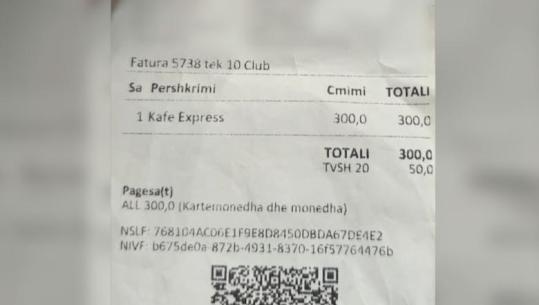 Fatura 5738 tek 10 Club
Sa Pershkrimi Cmimi TOTALI
1 Kafe Express 300,0 300,0
TOTALI 300,0
TVSH 20 50,0
Pagesa(t)
ALL 300,0 (Kartemonedha dhe monedha)
NSLF: 768104AC06E1F9E8D8450DBDA67DE4E2
NIVF: b675de0a-872b-4931-8370-16f57764476b